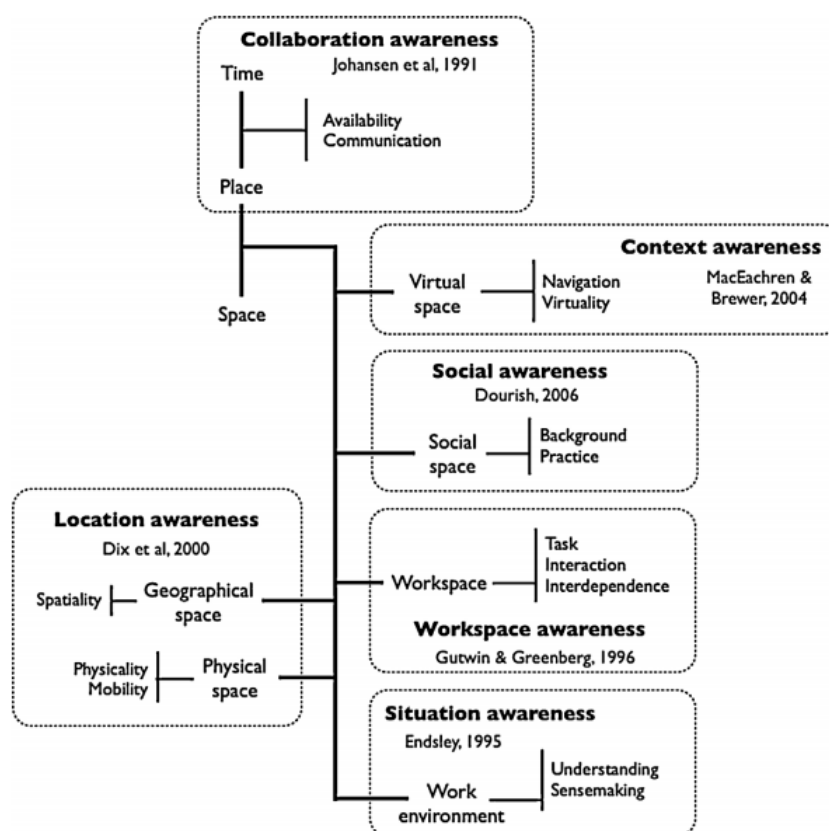 Collaboration awareness
Johansen et al, 1991
Time
Availability
Communication
Place
Space
Context awareness
MacEachren &
Brewer, 2004
Virtual
space
Navigation
Virtuality
Social awareness
Dourish, 2006
Social
space
Background
Practice
Location awareness
Dix et al, 2000
Spatiality
Geographical
space
Physicality
Mobility
Physical
space
Task
Interaction
Interdependence
Workspace
Workspace awareness
Gutwin & Greenberg, 1996
Situation awareness
Endsley, 1995
Work
environment
Understanding
Sensemaking